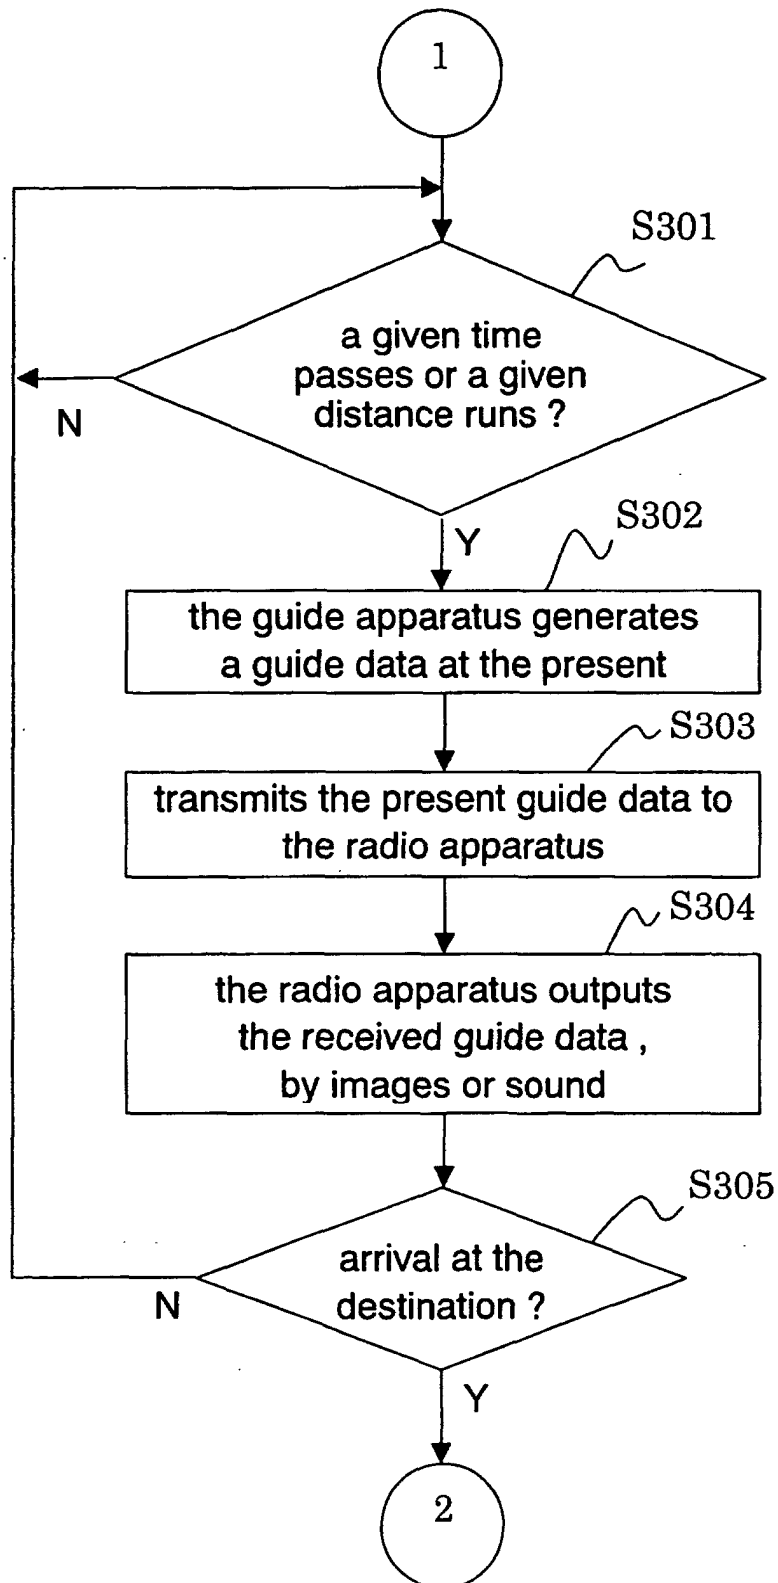 1
S301
a given time
passes or a given
distance runs ?
N
Y
S302
the guide apparatus generates
a guide data at the present
S303
transmits the present guide data to
the radio apparatus
S304
the radio apparatus outputs
the received guide data ,
by images or sound
S305
arrival at the
destination ?
N
Y
2